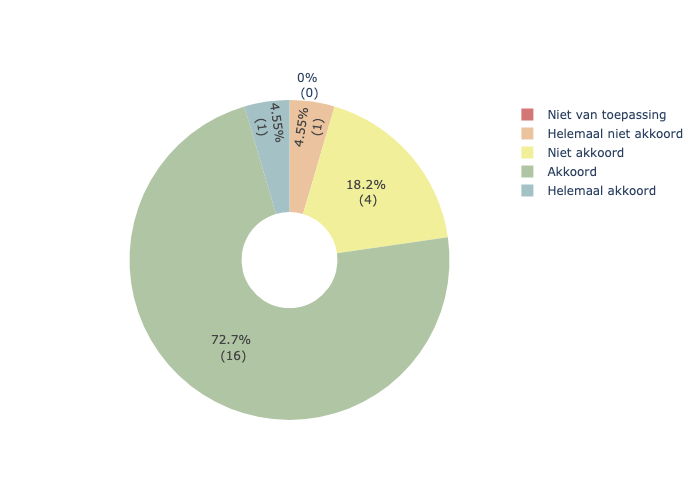 0%
(0)
4.55%
(1)
4.55%
(1)
18.2%
(4)
72.7%
(16)
Niet van toepassing
Helemaal niet akkoord
Niet akkoord
Akkoord
Helemaal akkoord